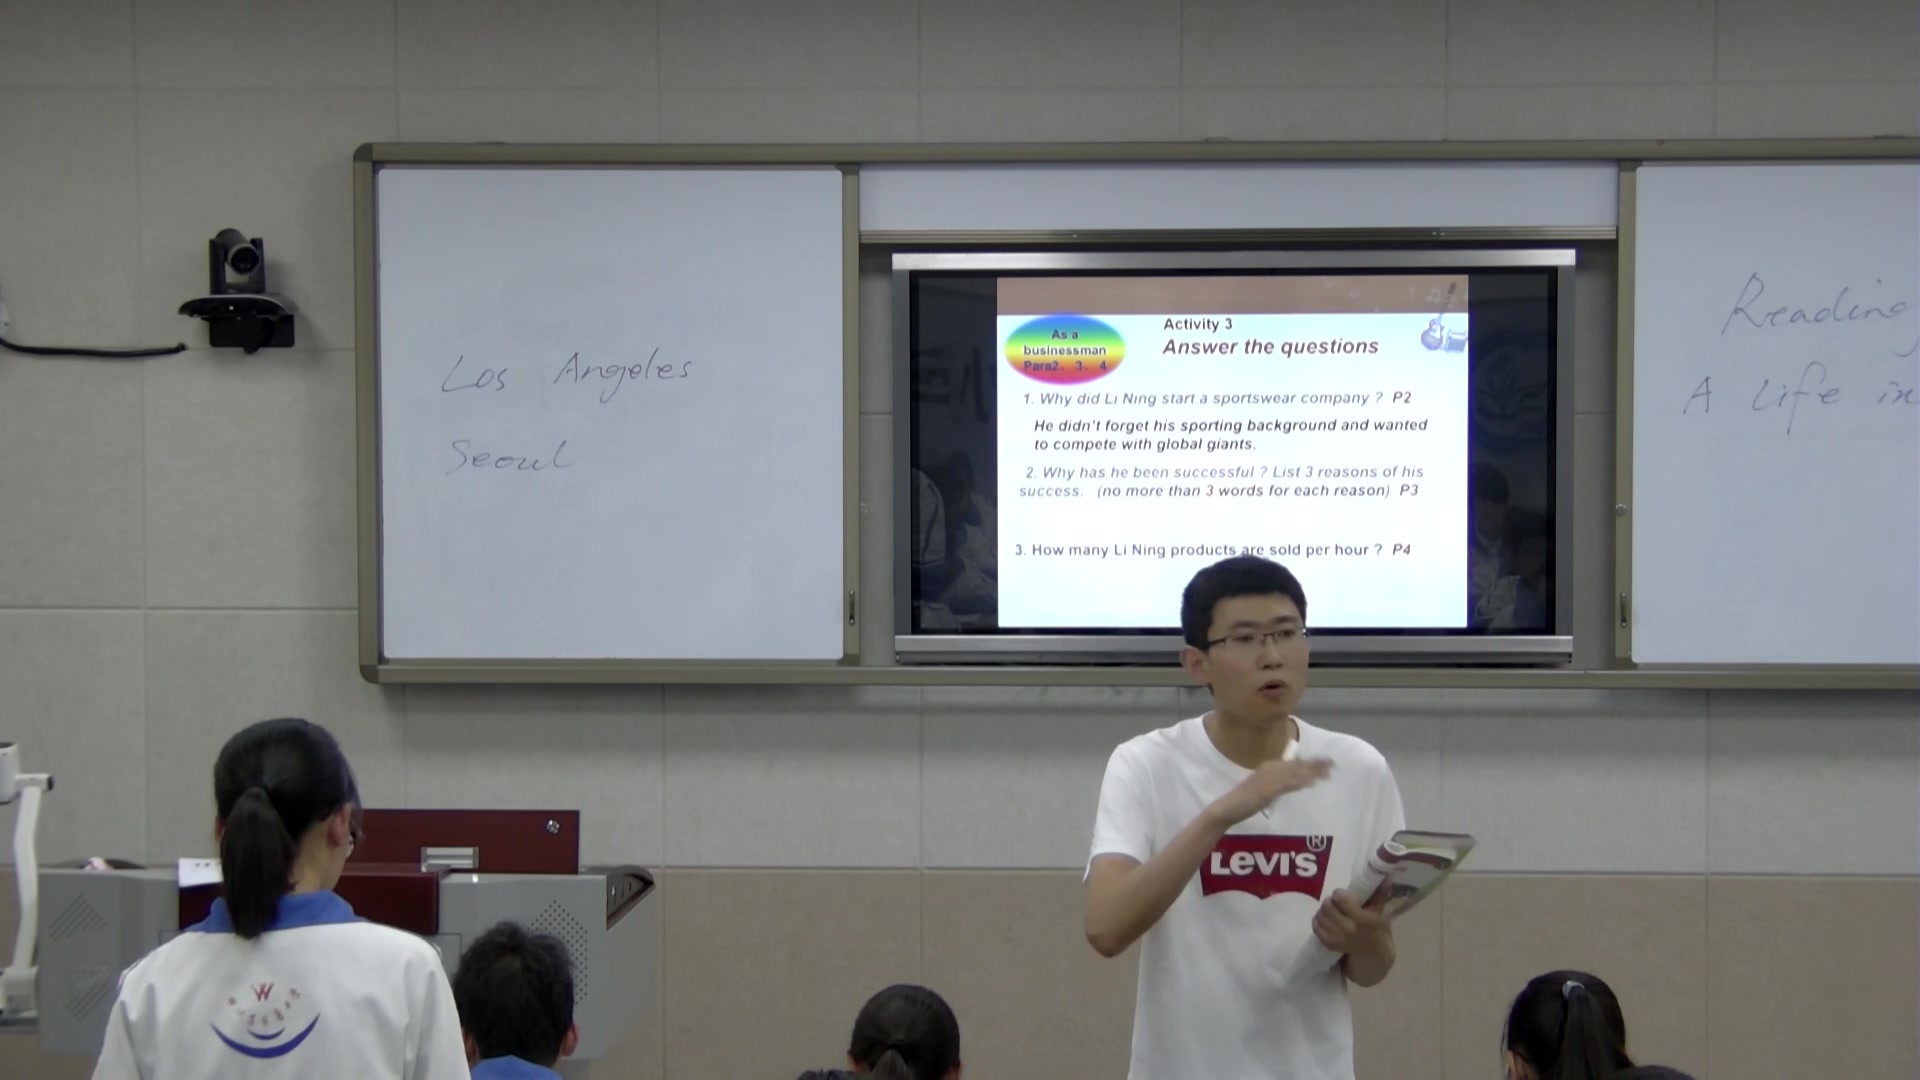 Los Angeles
Seoul
As a
businessman
Para2、3、4
Activity 3
Answer the questions
1. Why did Li Ning start a sportswear company ? P2
He didn't forget his sporting background and wanted
to compete with global giants.
2. Why has he been successful ? List 3 reasons of his
success. (no more than 3 words for each reason) P3
3. How many Li Ning products are sold per hour ? P4
Reading
A Life in
LEVI'S ®